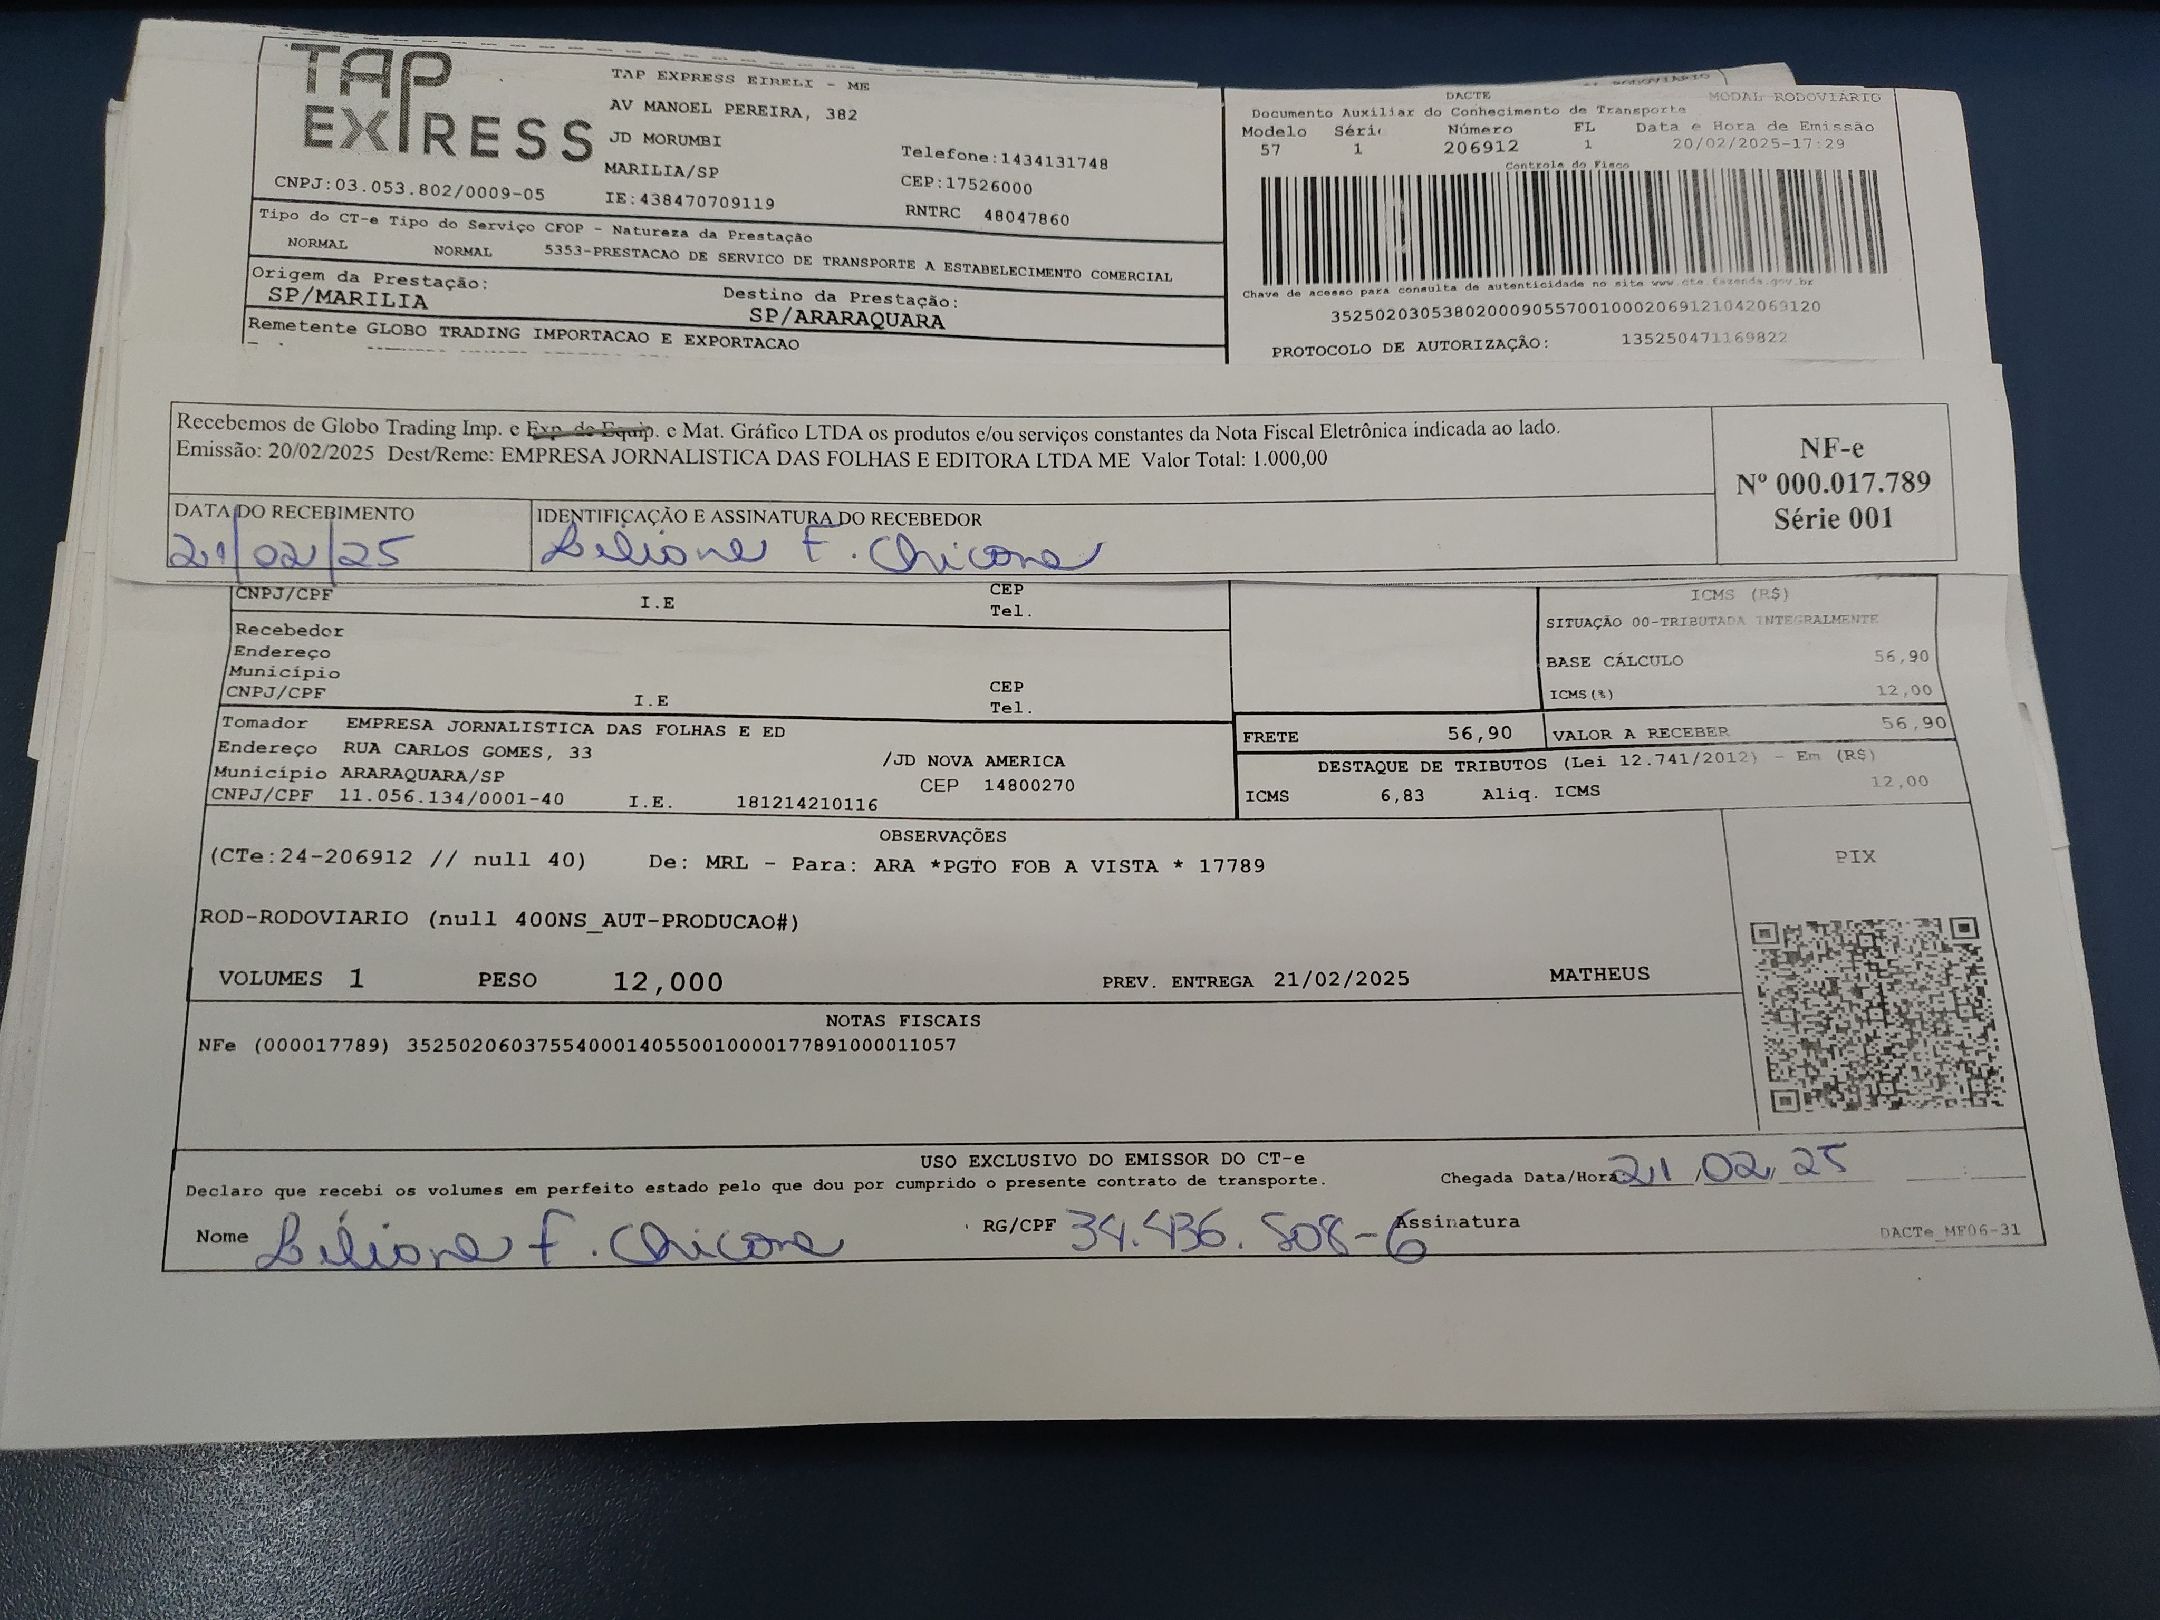 TAP EXPRESS
TAP EXPRESS EIRELI - ME
AV MANOEL PEREIRA, 382
JD MORUMBI
MARILIA/SP
Telefone:1434131748
CEP:17526000
CNPJ:03.053.802/0009-05
IE:438470709119
RNTRC 48047860
DACTE
MODAL RODOVIARIO
Documento Auxiliar do Conhecimento de Transporte
Modelo Série Número FL Data e Hora de Emissão
57 1 206912 1 20/02/2025-17:29
Controle do Fisco
Chave de acesso para consulta de autenticidade no site www.cte.fazenda.gov.br
35250203053802000905570010002069121042069120
PROTOCOLO DE AUTORIZAÇÃO: 135250471169822
Tipo do CT-e Tipo do Serviço CFOP - Natureza da Prestação
NORMAL NORMAL 5353-PRESTACAO DE SERVICO DE TRANSPORTE A ESTABELECIMENTO COMERCIAL
Origem da Prestação: Destino da Prestação:
SP/MARILIA SP/ARARAQUARA
Remetente GLOBO TRADING IMPORTACAO E EXPORTACAO
Recebemos de Globo Trading Imp. e Exp. de Equip. e Mat. Gráfico LTDA os produtos e/ou serviços constantes da Nota Fiscal Eletrônica indicada ao lado.
Emissão: 20/02/2025 Dest/Reme: EMPRESA JORNALISTICA DAS FOLHAS E EDITORA LTDA ME Valor Total: 1.000,00
NF-e
Nº 000.017.789
Série 001
DATA DO RECEBIMENTO IDENTIFICAÇÃO E ASSINATURA DO RECEBEDOR
21/02/25 Liliane F. Chicone
CNPJ/CPF I.E CEP
Tel.
Recebedor
Endereço
Município
CNPJ/CPF I.E CEP
Tel.
ICMS (R$)
SITUAÇÃO 00-TRIBUTADA INTEGRALMENTE
BASE CÁLCULO 56,90
ICMS(%) 12,00
Tomador EMPRESA JORNALISTICA DAS FOLHAS E ED
Endereço RUA CARLOS GOMES, 33 /JD NOVA AMERICA
Município ARARAQUARA/SP CEP 14800270
CNPJ/CPF 11.056.134/0001-40 I.E. 181214210116
FRETE 56,90 VALOR A RECEBER 56,90
DESTAQUE DE TRIBUTOS (Lei 12.741/2012) - Em (R$)
ICMS 6,83 Aliq. ICMS 12,00
OBSERVAÇÕES
(CTe:24-206912 // null 40) De: MRL - Para: ARA *PGTO FOB A VISTA * 17789
ROD-RODOVIARIO (null 400NS_AUT-PRODUCAO#)
PIX
VOLUMES 1 PESO 12,000 PREV. ENTREGA 21/02/2025 MATHEUS
NOTAS FISCAIS
NFe (000017789) 35250206037554000140550010000177891000011057
USO EXCLUSIVO DO EMISSOR DO CT-e
Declaro que recebi os volumes em perfeito estado pelo que dou por cumprido o presente contrato de transporte.
Chegada Data/Hora 21/02/25
Nome Liliane F. Chicone RG/CPF 34.436.508-6 Assinatura
DACTe_MF06-31